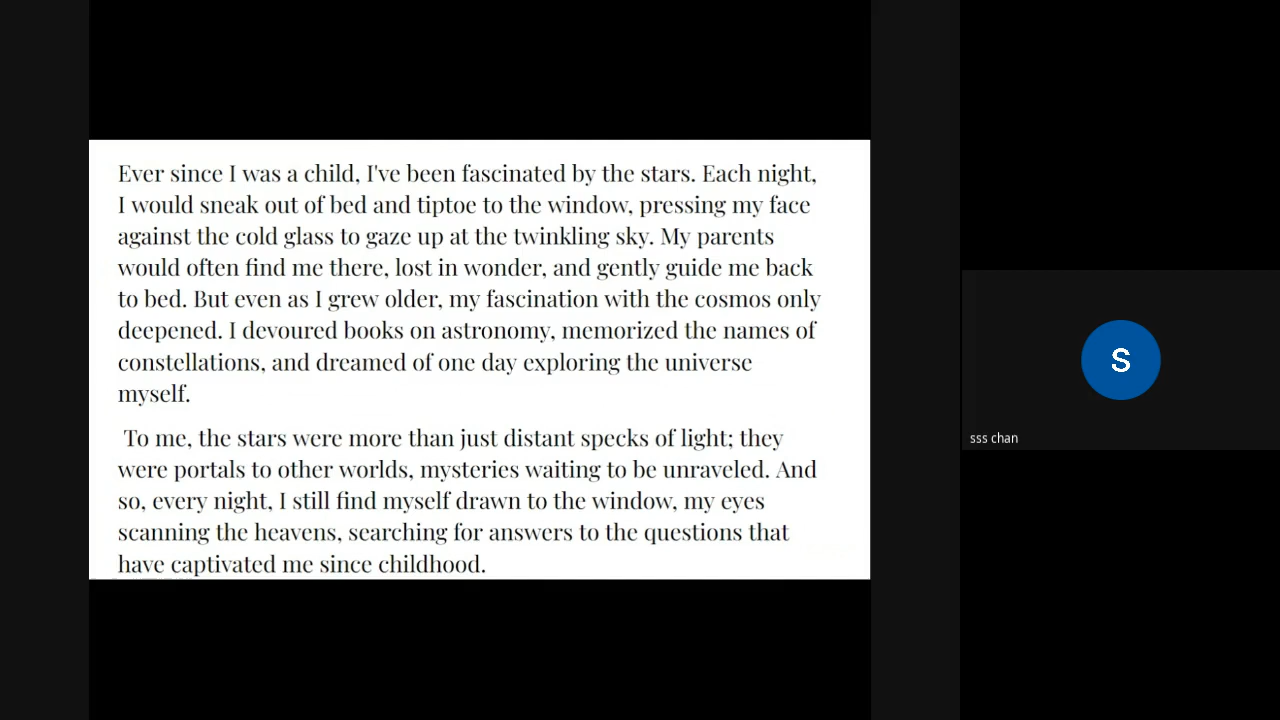 Ever since I was a child, I've been fascinated by the stars. Each night,
I would sneak out of bed and tiptoe to the window, pressing my face
against the cold glass to gaze up at the twinkling sky. My parents
would often find me there, lost in wonder, and gently guide me back
to bed. But even as I grew older, my fascination with the cosmos only
deepened. I devoured books on astronomy, memorized the names of
constellations, and dreamed of one day exploring the universe
myself.
To me, the stars were more than just distant specks of light; they
were portals to other worlds, mysteries waiting to be unraveled. And
so, every night, I still find myself drawn to the window, my eyes
scanning the heavens, searching for answers to the questions that
have captivated me since childhood.
S
sss chan